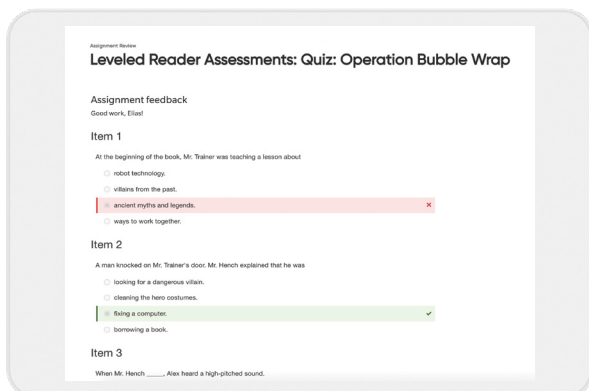 Assignment Review
Leveled Reader Assessments: Quiz: Operation Bubble Wrap
Assignment feedback
Good work, Elias!
Item 1
At the beginning of the book, Mr. Trainer was teaching a lesson about
robot technology.
villains from the past.
ancient myths and legends.
ways to work together.
Item 2
A man knocked on Mr. Trainer's door. Mr. Hench explained that he was
looking for a dangerous villain.
cleaning the hero costumes.
fixing a computer.
borrowing a book.
Item 3
When Mr. Hench _____, Alex heard a high-pitched sound.